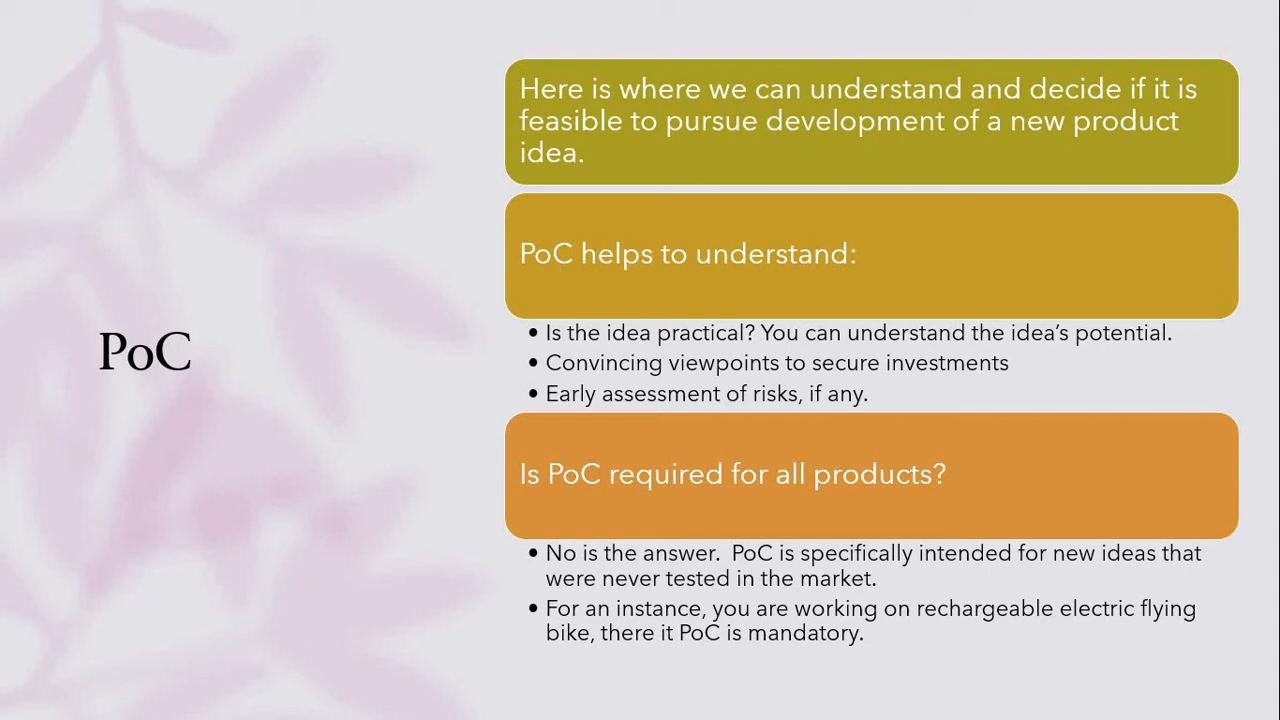 PoC
Here is where we can understand and decide if it is
feasible to pursue development of a new product
idea.
PoC helps to understand:
• Is the idea practical? You can understand the idea’s potential.
• Convincing viewpoints to secure investments
• Early assessment of risks, if any.
Is PoC required for all products?
• No is the answer.  PoC is specifically intended for new ideas that
were never tested in the market.
• For an instance, you are working on rechargeable electric flying
bike, there it PoC is mandatory.